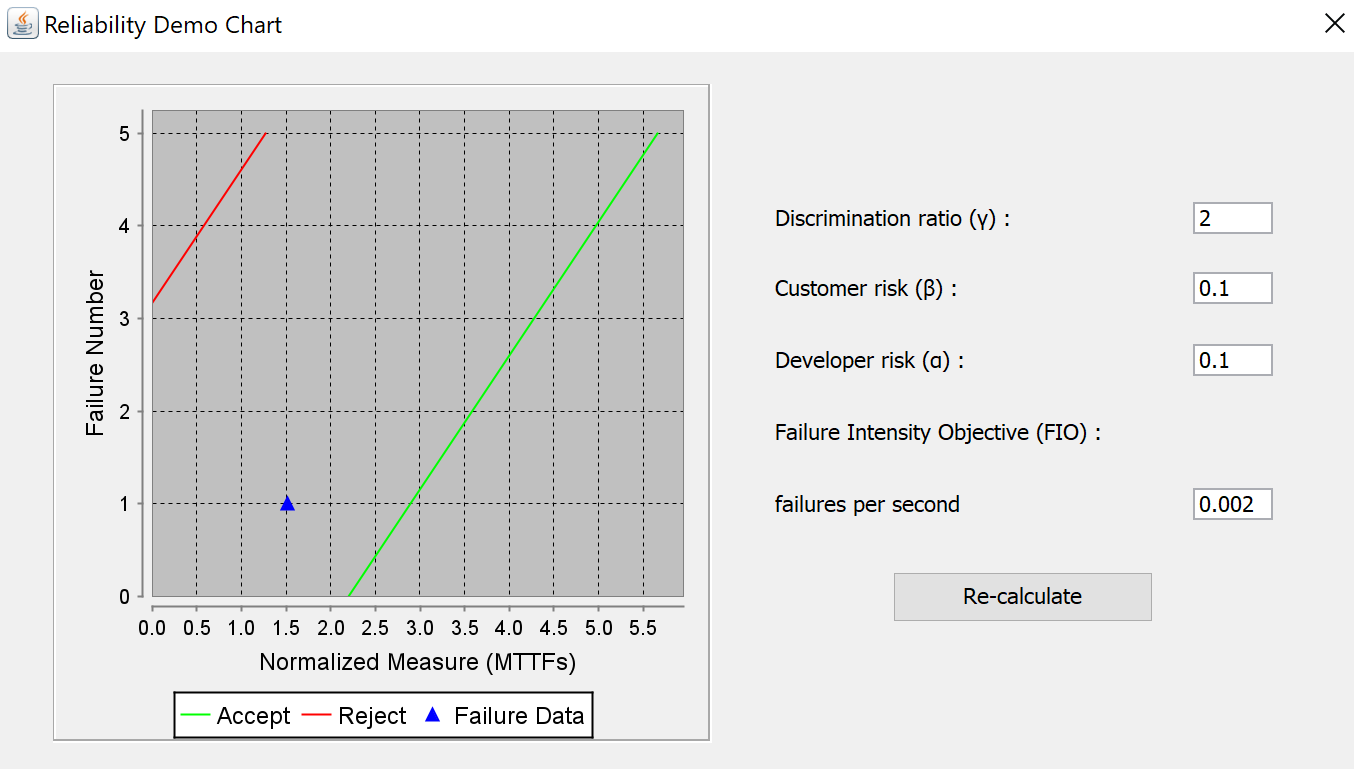 Reliability Demo Chart
5
4
3
2
1
0
Failure Number
0.0 0.5 1.0 1.5 2.0 2.5 3.0 3.5 4.0 4.5 5.0 5.5
Normalized Measure (MTTFs)
Accept Reject Failure Data
Discrimination ratio (γ) : 2
Customer risk (β) : 0.1
Developer risk (α) : 0.1
Failure Intensity Objective (FIO) :
failures per second 0.002
Re-calculate